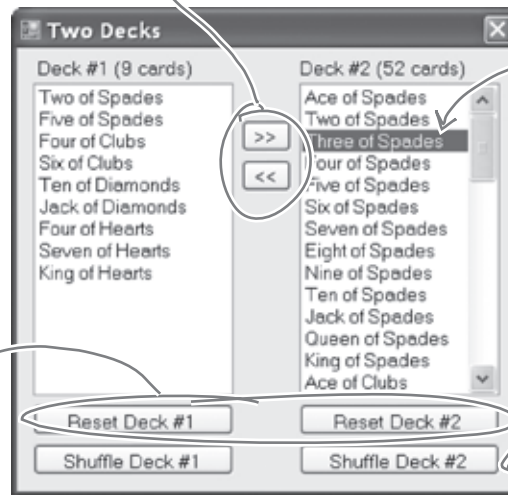 Two Decks
Deck #1 (9 cards)
Two of Spades
Five of Spades
Four of Clubs
Six of Clubs
Ten of Diamonds
Jack of Diamonds
Four of Hearts
Seven of Hearts
King of Hearts
>>
<<
Deck #2 (52 cards)
Ace of Spades
Two of Spades
Three of Spades
Four of Spades
Five of Spades
Six of Spades
Seven of Spades
Eight of Spades
Nine of Spades
Ten of Spades
Jack of Spades
Queen of Spades
King of Spades
Ace of Clubs
Reset Deck #1
Reset Deck #2
Shuffle Deck #1
Shuffle Deck #2